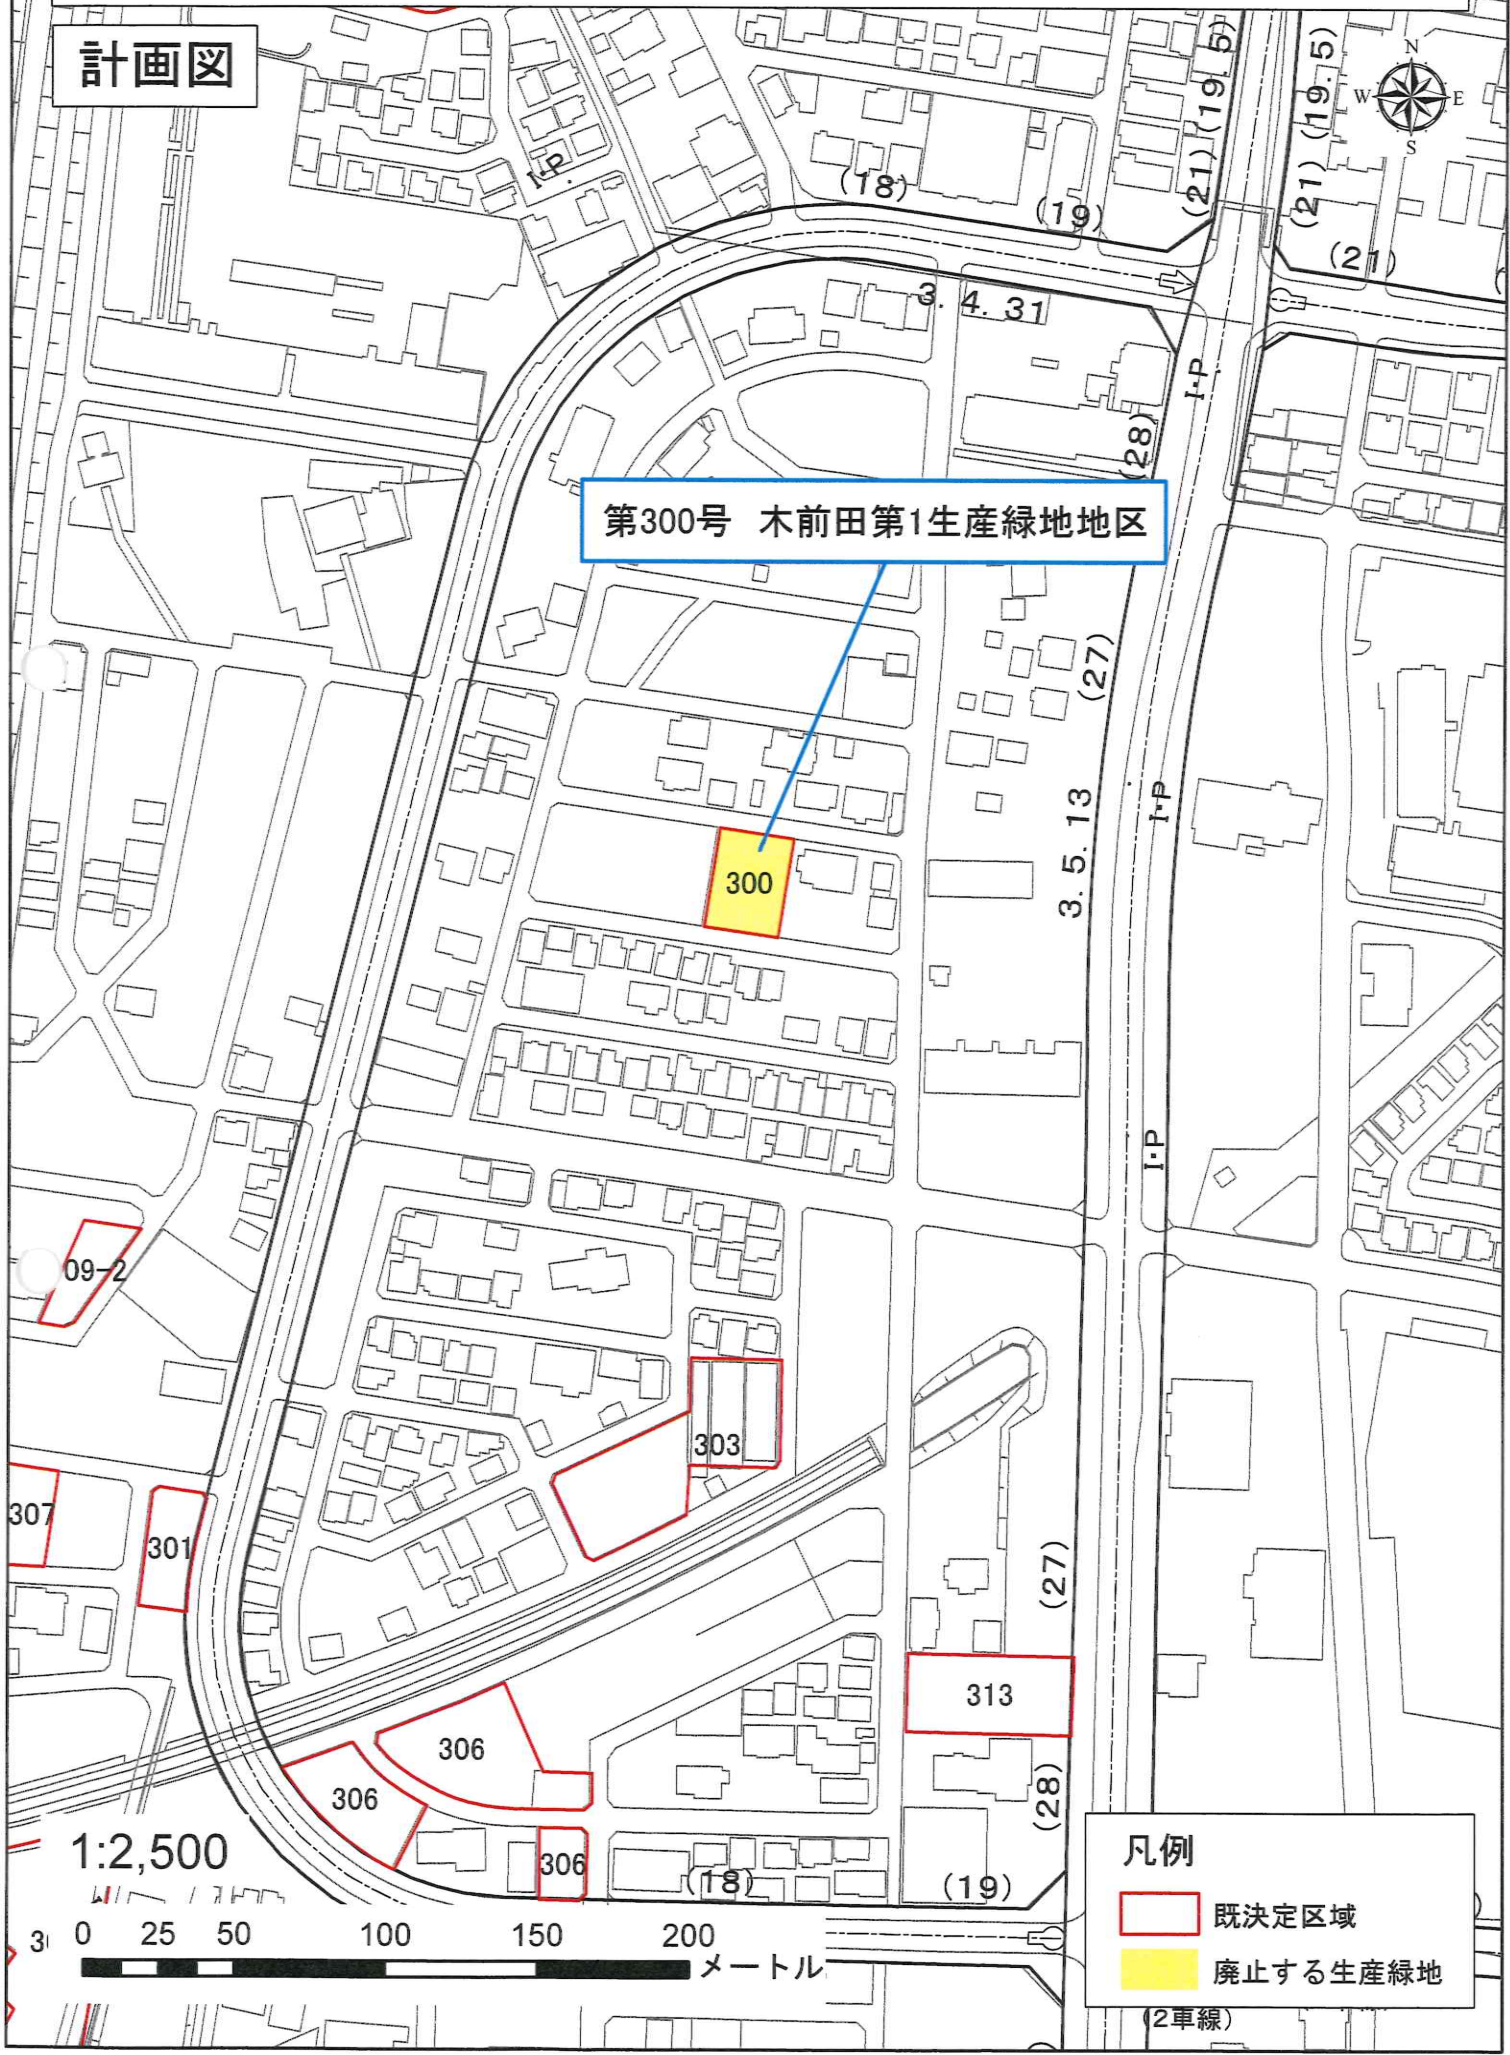 計画図
N
W E
S
(19.5)
(19.5)
(21)
(21)
I·P.
(18)
(19)
(21)
3. 4. 31
I·P.
(28)
第300号 木前田第1生産緑地地区
(27)
3. 5. 13
I·P
300
I·P
09-2
303
307
301
(27)
313
306
306
(28)
306
(18)
(19)
1:2,500
0 25 50 100 150 200
メートル
凡例
既決定区域
廃止する生産緑地
(2車線)